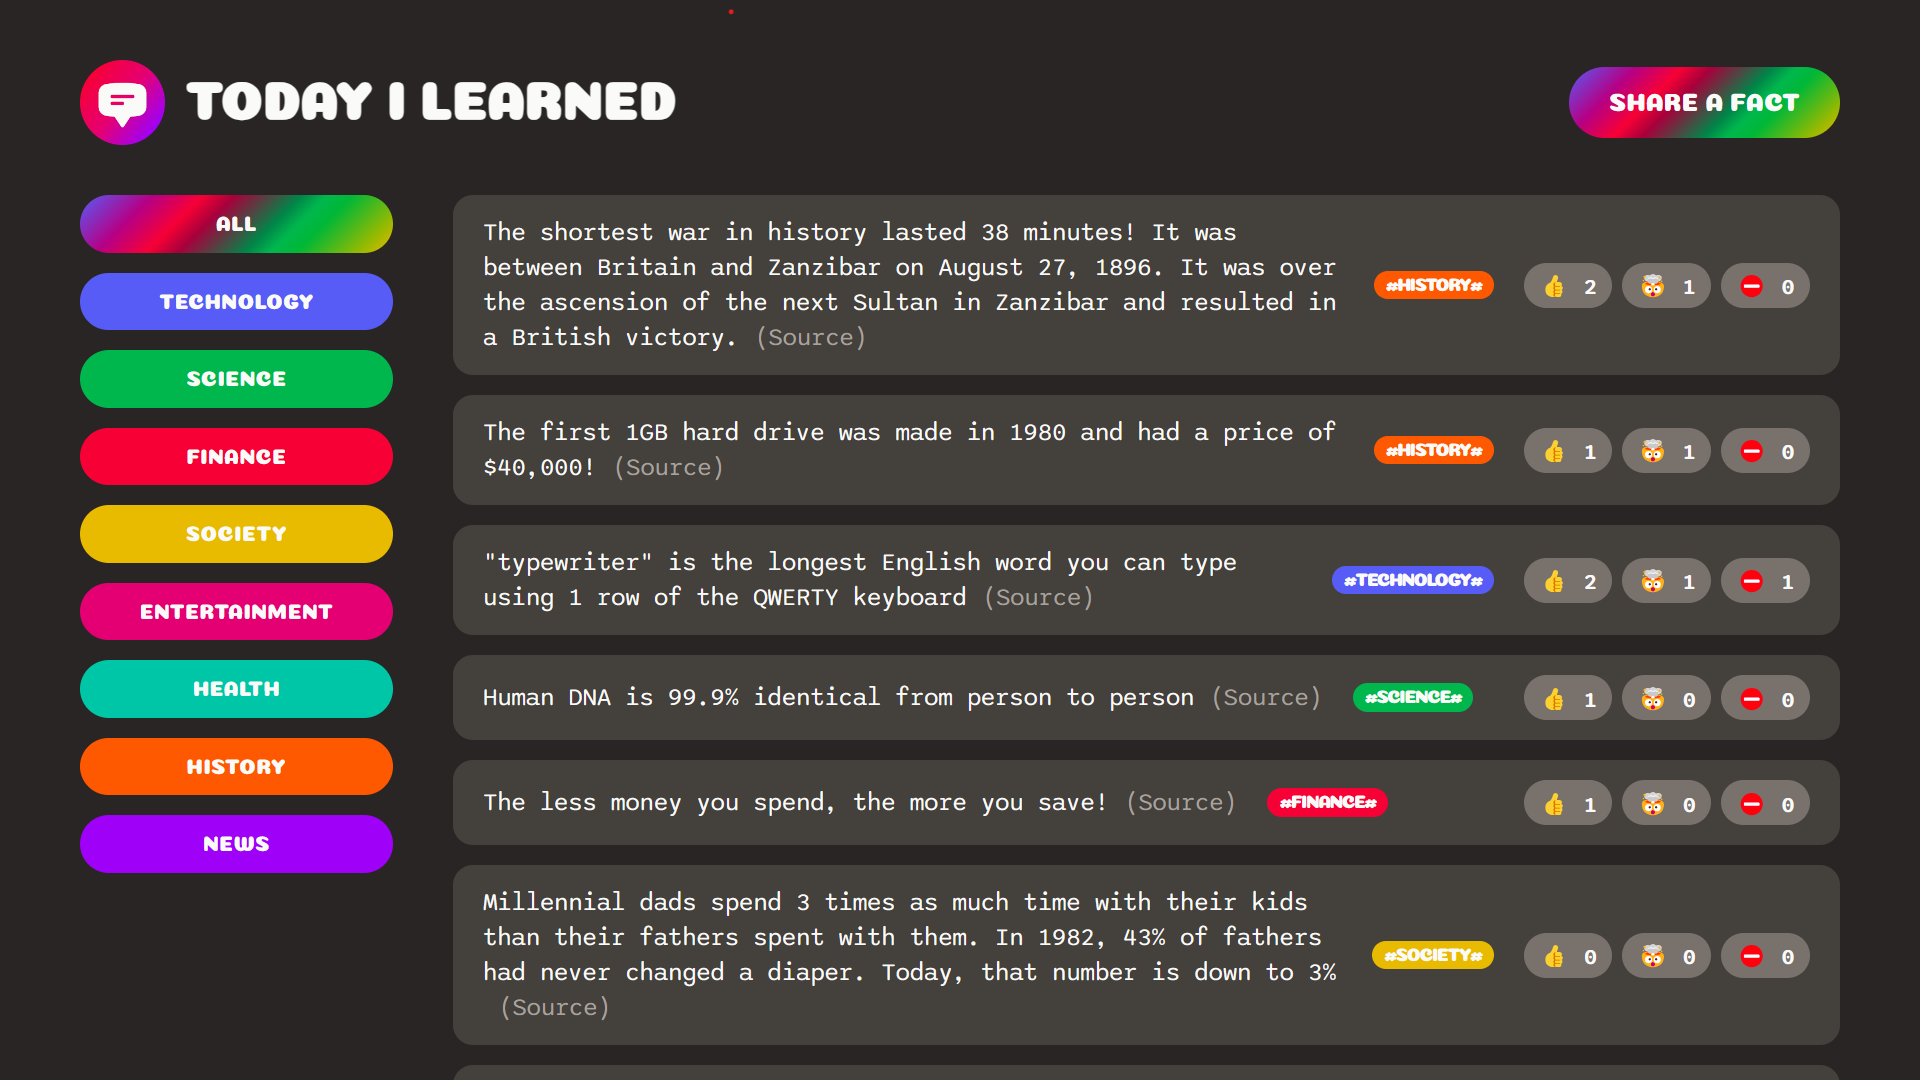 TODAY I LEARNED
SHARE A FACT
ALL
TECHNOLOGY
SCIENCE
FINANCE
SOCIETY
ENTERTAINMENT
HEALTH
HISTORY
NEWS
The shortest war in history lasted 38 minutes! It was
between Britain and Zanzibar on August 27, 1896. It was over
the ascension of the next Sultan in Zanzibar and resulted in
a British victory. (Source)
#HISTORY#
👍 2 🤯 1 ⛔ 0
The first 1GB hard drive was made in 1980 and had a price of
$40,000! (Source)
#HISTORY#
👍 1 🤯 1 ⛔ 0
"typewriter" is the longest English word you can type
using 1 row of the QWERTY keyboard (Source)
#TECHNOLOGY#
👍 2 🤯 1 ⛔ 1
Human DNA is 99.9% identical from person to person (Source)
#SCIENCE#
👍 1 🤯 0 ⛔ 0
The less money you spend, the more you save! (Source)
#FINANCE#
👍 1 🤯 0 ⛔ 0
Millennial dads spend 3 times as much time with their kids
than their fathers spent with them. In 1982, 43% of fathers
had never changed a diaper. Today, that number is down to 3%
(Source)
#SOCIETY#
👍 0 🤯 0 ⛔ 0